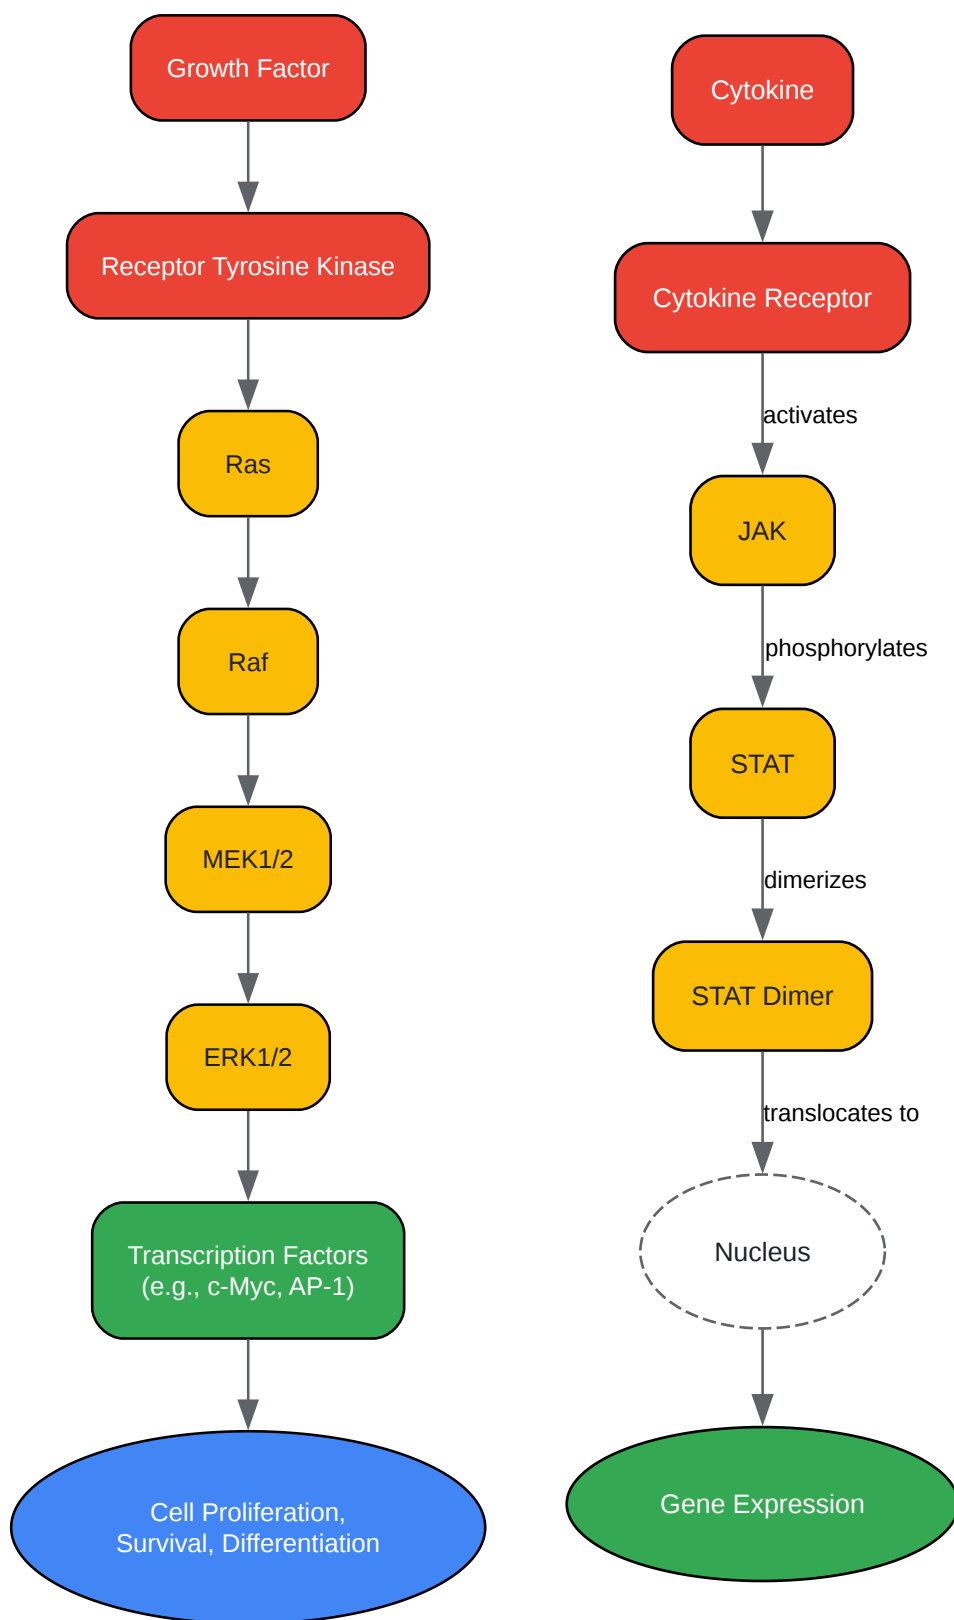 Growth Factor
Receptor Tyrosine Kinase
Ras
Raf
MEK1/2
ERK1/2
Transcription Factors
(e.g., c-Myc, AP-1)
Cell Proliferation,
Survival, Differentiation
Cytokine
Cytokine Receptor
activates
JAK
phosphorylates
STAT
dimerizes
STAT Dimer
translocates to
Nucleus
Gene Expression